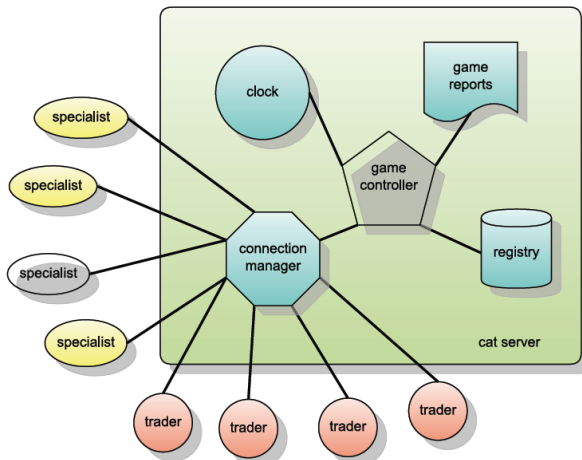 clock
game
reports
specialist
specialist
game
controller
connection
manager
registry
specialist
specialist
cat server
trader
trader
trader
trader